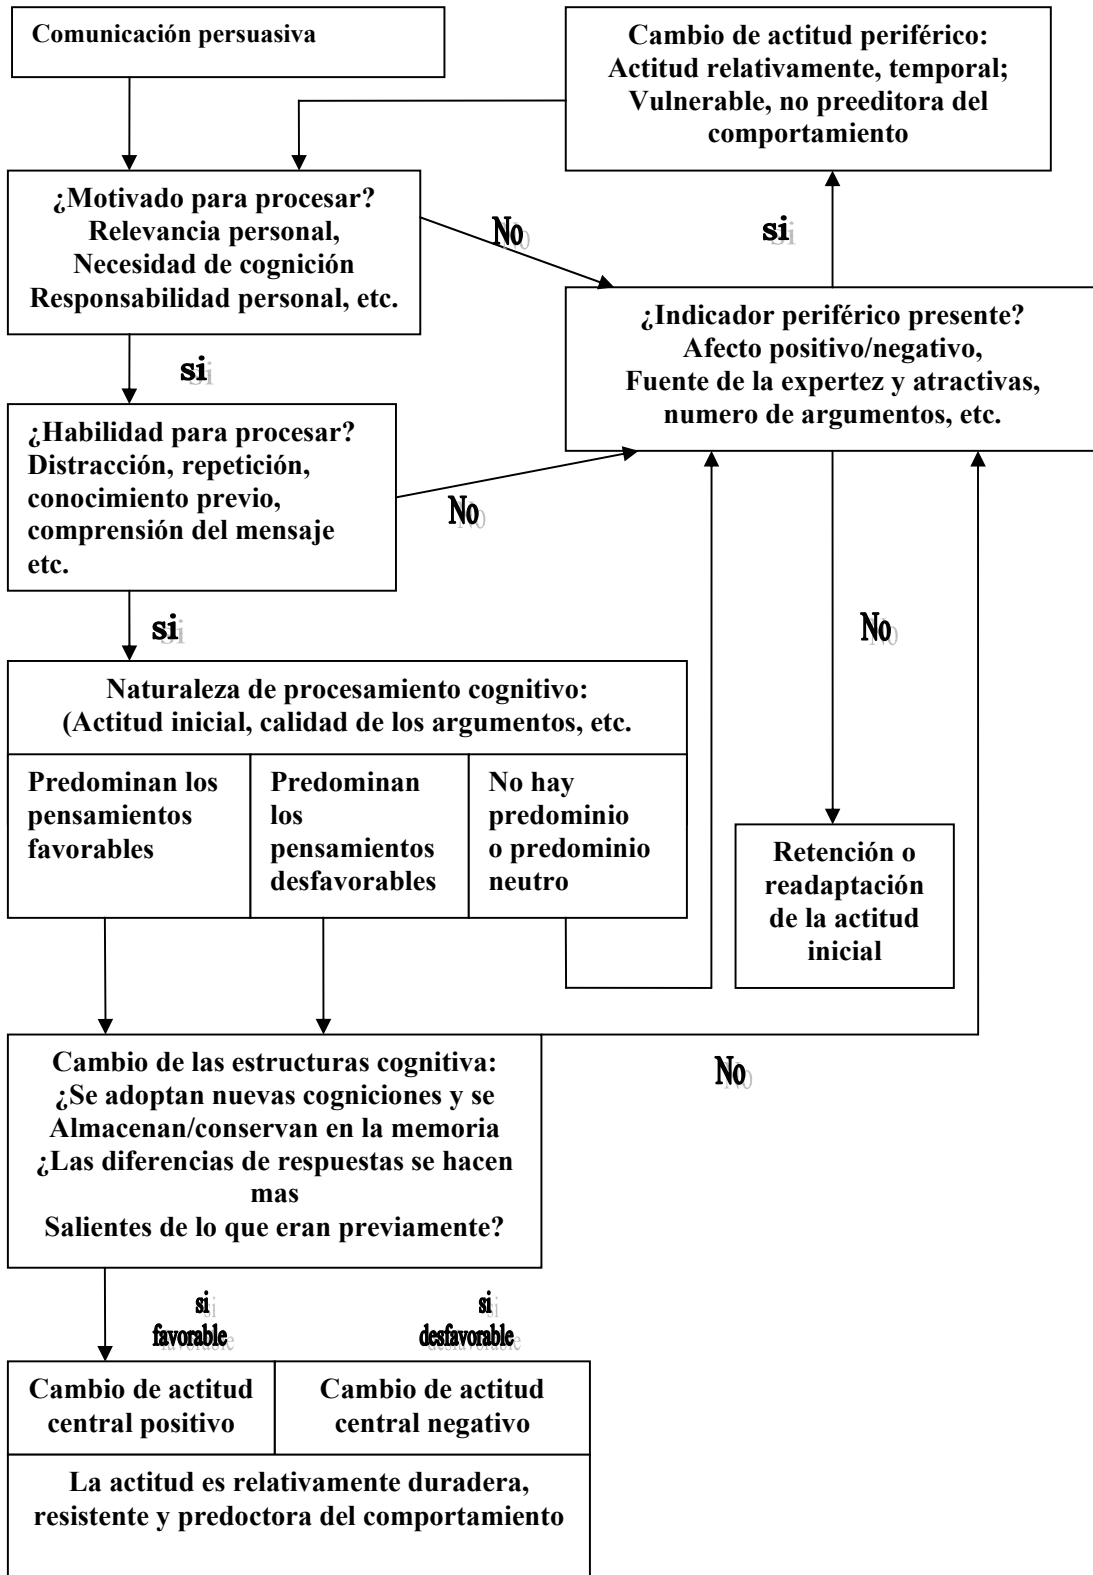 Comunicación persuasiva
Cambio de actitud periférico:
Actitud relativamente, temporal;
Vulnerable, no preeditora del
comportamiento
¿Motivado para procesar?
Relevancia personal,
Necesidad de cognición
Responsabilidad personal, etc.
No
si
¿Indicador periférico presente?
Afecto positivo/negativo,
Fuente de la expertez y atractivas,
numero de argumentos, etc.
si
¿Habilidad para procesar?
Distracción, repetición,
conocimiento previo,
comprensión del mensaje
etc.
No
si
No
Naturaleza de procesamiento cognitivo:
(Actitud inicial, calidad de los argumentos, etc.
Predominan los
pensamientos
favorables
Predominan
los
pensamientos
desfavorables
No hay
predominio
o predominio
neutro
Retención o
readaptación
de la actitud
inicial
Cambio de las estructuras cognitiva:
¿Se adoptan nuevas cogniciones y se
Almacenan/conservan en la memoria
¿Las diferencias de respuestas se hacen
mas
Salientes de lo que eran previamente?
No
si
favorable
si
desfavorable
Cambio de actitud
central positivo
Cambio de actitud
central negativo
La actitud es relativamente duradera,
resistente y predoctora del comportamiento